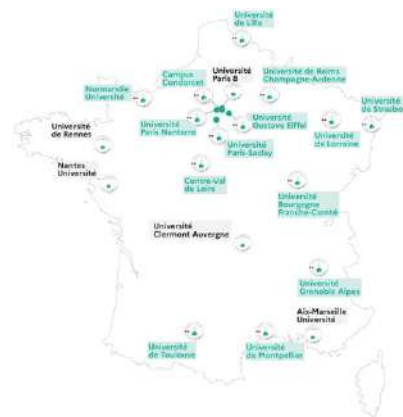 Université
de Lille
Université
Paris 8
Université de Reims
Champagne-Ardenne
Campus
Condorcet
Normandie
Université
Université
de Strasbo
Université
Paris Nanterre
Université
Gustave Eiffel
Université
de Lorraine
Université
de Rennes
Université
Paris-Saclay
Nantes
Université
Centre-Val
de Loire
Université
Bourgogne
Franche-Comté
Université
Clermont Auvergne
Université
Grenoble Alpes
Aix-Marseille
Université
Université
de Toulouse
Université
de Montpellier